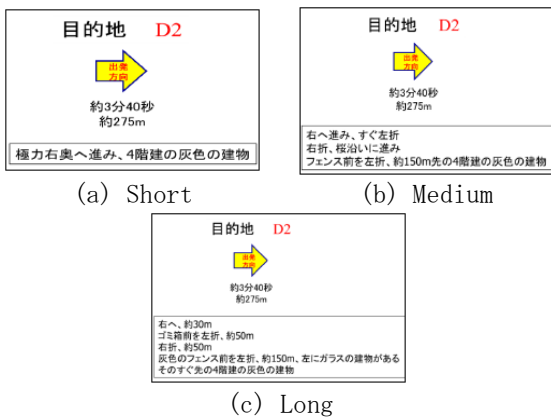 目的地 D2
出発
方向
約3分40秒
約275m
極力右奥へ進み、4階建の灰色の建物
(a) Short
目的地 D2
出発
方向
約3分40秒
約275m
右へ進み、すぐ左折
右折、桜沿いに進み
フェンス前を左折、約150m先の4階建の灰色の建物
(b) Medium
目的地 D2
出発
方向
約3分40秒
約275m
右へ、約30m
ゴミ箱前を左折、約50m
右折、約50m
灰色のフェンス前を左折、約150m、左にガラスの建物がある
そのすぐ先の4階建の灰色の建物
(c) Long